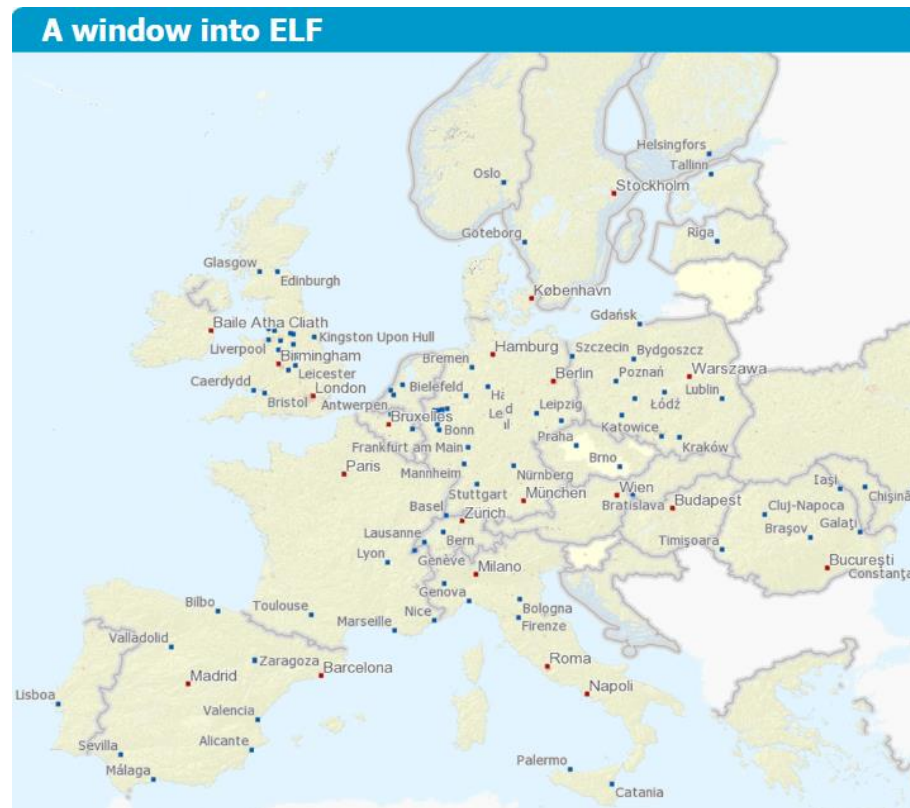 A window into ELF
Helsingfors
Tallinn
Oslo
Stockholm
Göteborg
Riga
Glasgow
Edinburgh
København
Gdańsk
Baile Atha Cliath
Kingston Upon Hull
Liverpool
Birmingham
Leicester
Hamburg
Bremen
Szczecin
Bydgoszcz
Caerdydd
London
Bristol
Bielefeld
Berlin
Poznań
Warszawa
Lublin
Antwerpen
Bruxelles
Leipzig
Łódź
Bonn
Katowice
Frankfurt am Main
Praha
Kraków
Brno
Paris
Mannheim
Nürnberg
Stuttgart
München
Wien
Bratislava
Budapest
Iaşi
Chişină
Cluj-Napoca
Basel
Zürich
Braşov
Galaţi
Lausanne
Bern
Timişoara
Lyon
Genève
Milano
Bucureşti
Constanţa
Genova
Bilbo
Toulouse
Nice
Bologna
Marseille
Firenze
Valladolid
Zaragoza
Barcelona
Roma
Madrid
Lisboa
Napoli
Valencia
Sevilla
Alicante
Málaga
Palermo
Catania